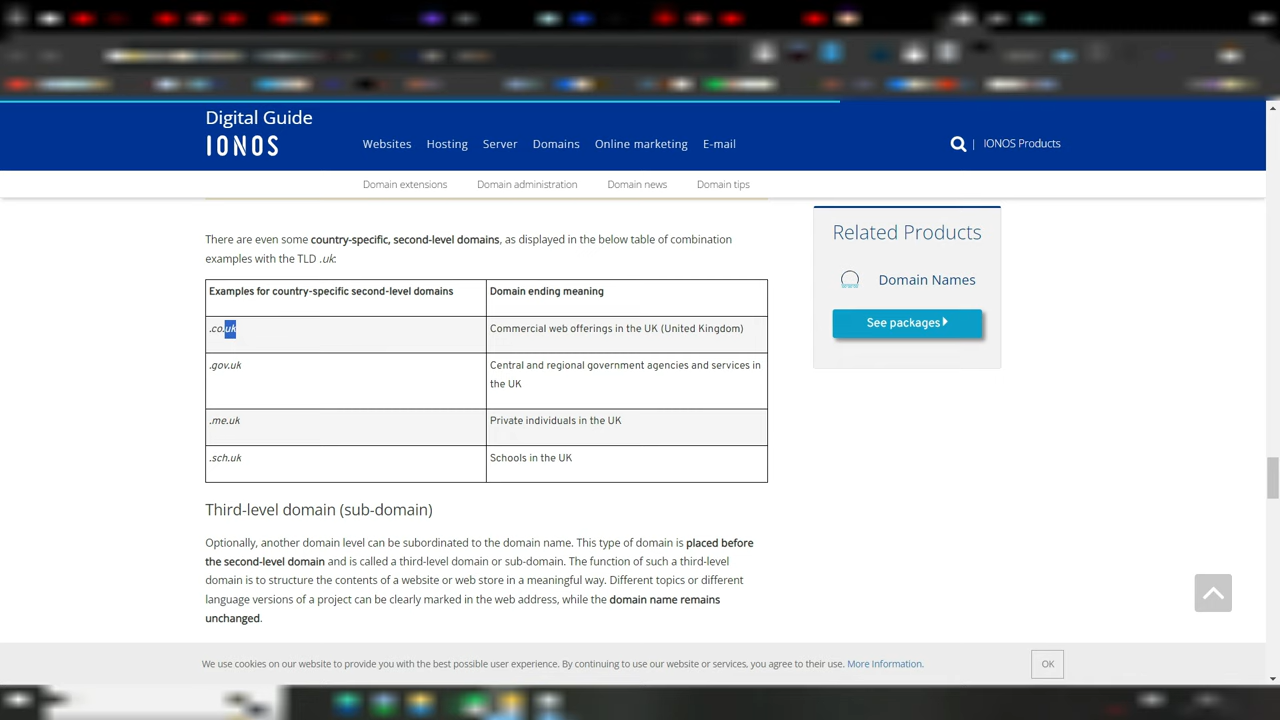 Digital Guide
IONOS
Websites Hosting Server Domains Online marketing E-mail
| IONOS Products
Domain extensions Domain administration Domain news Domain tips
There are even some country-specific, second-level domains, as displayed in the below table of combination
examples with the TLD .uk:
Examples for country-specific second-level domains Domain ending meaning
.co.uk Commercial web offerings in the UK (United Kingdom)
.gov.uk Central and regional government agencies and services in
the UK
.me.uk Private individuals in the UK
.sch.uk Schools in the UK
Third-level domain (sub-domain)
Optionally, another domain level can be subordinated to the domain name. This type of domain is placed before
the second-level domain and is called a third-level domain or sub-domain. The function of such a third-level
domain is to structure the contents of a website or web store in a meaningful way. Different topics or different
language versions of a project can be clearly marked in the web address, while the domain name remains
unchanged.
Related Products
Domain Names
See packages
We use cookies on our website to provide you with the best possible user experience. By continuing to use our website or services, you agree to their use. More Information.
OK